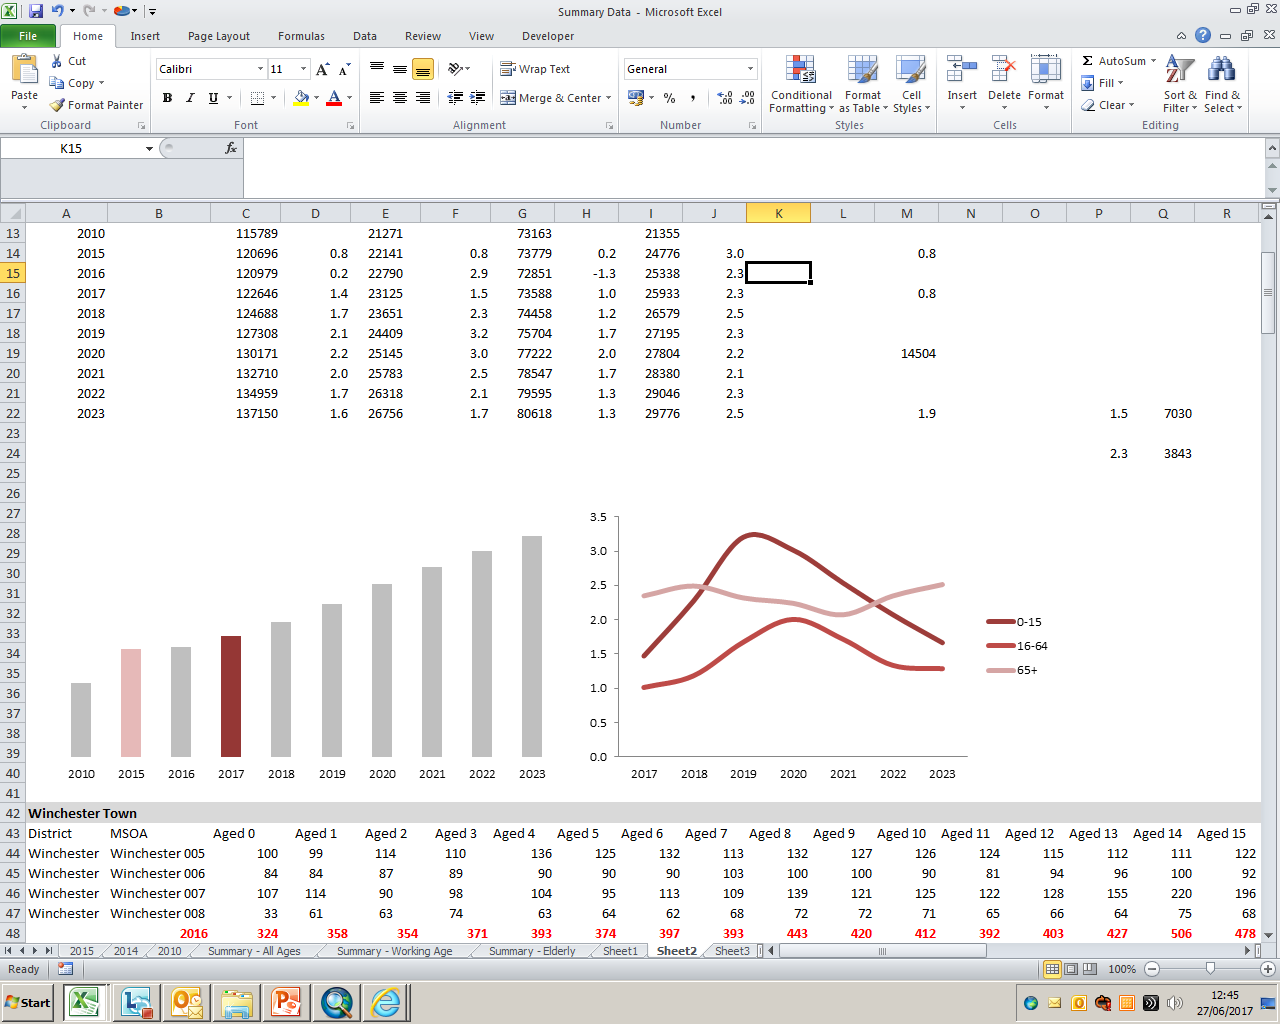 Summary Data - Microsoft Excel
File Home Insert Page Layout Formulas Data Review View Developer
Paste Cut Copy Format Painter Clipboard
Calibri 11 B I U A Font
Wrap Text Merge & Center Alignment
General % , Number
Conditional Formatting Format as Table Cell Styles Styles
Insert Delete Format Cells
Σ AutoSum Fill Clear Sort & Filter Find & Select Editing
K15 fx
A B C D E F G H I J K L M N O P Q R
13 2010 115789 21271 73163 21355
14 2015 120696 0.8 22141 0.8 73779 0.2 24776 3.0 0.8
15 2016 120979 0.2 22790 2.9 72851 -1.3 25338 2.3
16 2017 122646 1.4 23125 1.5 73588 1.0 25933 2.3 0.8
17 2018 124688 1.7 23651 2.3 74458 1.2 26579 2.5
18 2019 127308 2.1 24409 3.2 75704 1.7 27195 2.3
19 2020 130171 2.2 25145 3.0 77222 2.0 27804 2.2 14504
20 2021 132710 2.0 25783 2.5 78547 1.7 28380 2.1
21 2022 134959 1.7 26318 2.1 79595 1.3 29046 2.3
22 2023 137150 1.6 26756 1.7 80618 1.3 29776 2.5 1.9 1.5 7030
23
24 2.3 3843
25
26
27
28
29
30
31
32
33
34
35
36
37
38
39
40
41
2010 2015 2016 2017 2018 2019 2020 2021 2022 2023
3.5
3.0
2.5
2.0
1.5
1.0
0.5
0.0
2017 2018 2019 2020 2021 2022 2023
0-15
16-64
65+
42 Winchester Town
43 District MSOA Aged 0 Aged 1 Aged 2 Aged 3 Aged 4 Aged 5 Aged 6 Aged 7 Aged 8 Aged 9 Aged 10 Aged 11 Aged 12 Aged 13 Aged 14 Aged 15
44 Winchester Winchester 005 100 99 114 110 136 125 132 113 132 127 126 124 115 112 111 122
45 Winchester Winchester 006 84 84 87 89 90 90 90 103 100 100 90 81 94 96 100 92
46 Winchester Winchester 007 107 114 90 98 104 95 113 109 139 121 125 122 128 155 220 196
47 Winchester Winchester 008 33 61 63 74 63 64 62 68 72 72 71 65 66 64 75 68
48 2016 324 358 354 371 393 374 397 393 443 420 412 392 403 427 506 478
2015 2014 2010 Summary - All Ages Summary - Working Age Summary - Elderly Sheet1 Sheet2 Sheet3
Ready 100%
Start 12:45
27/06/2017